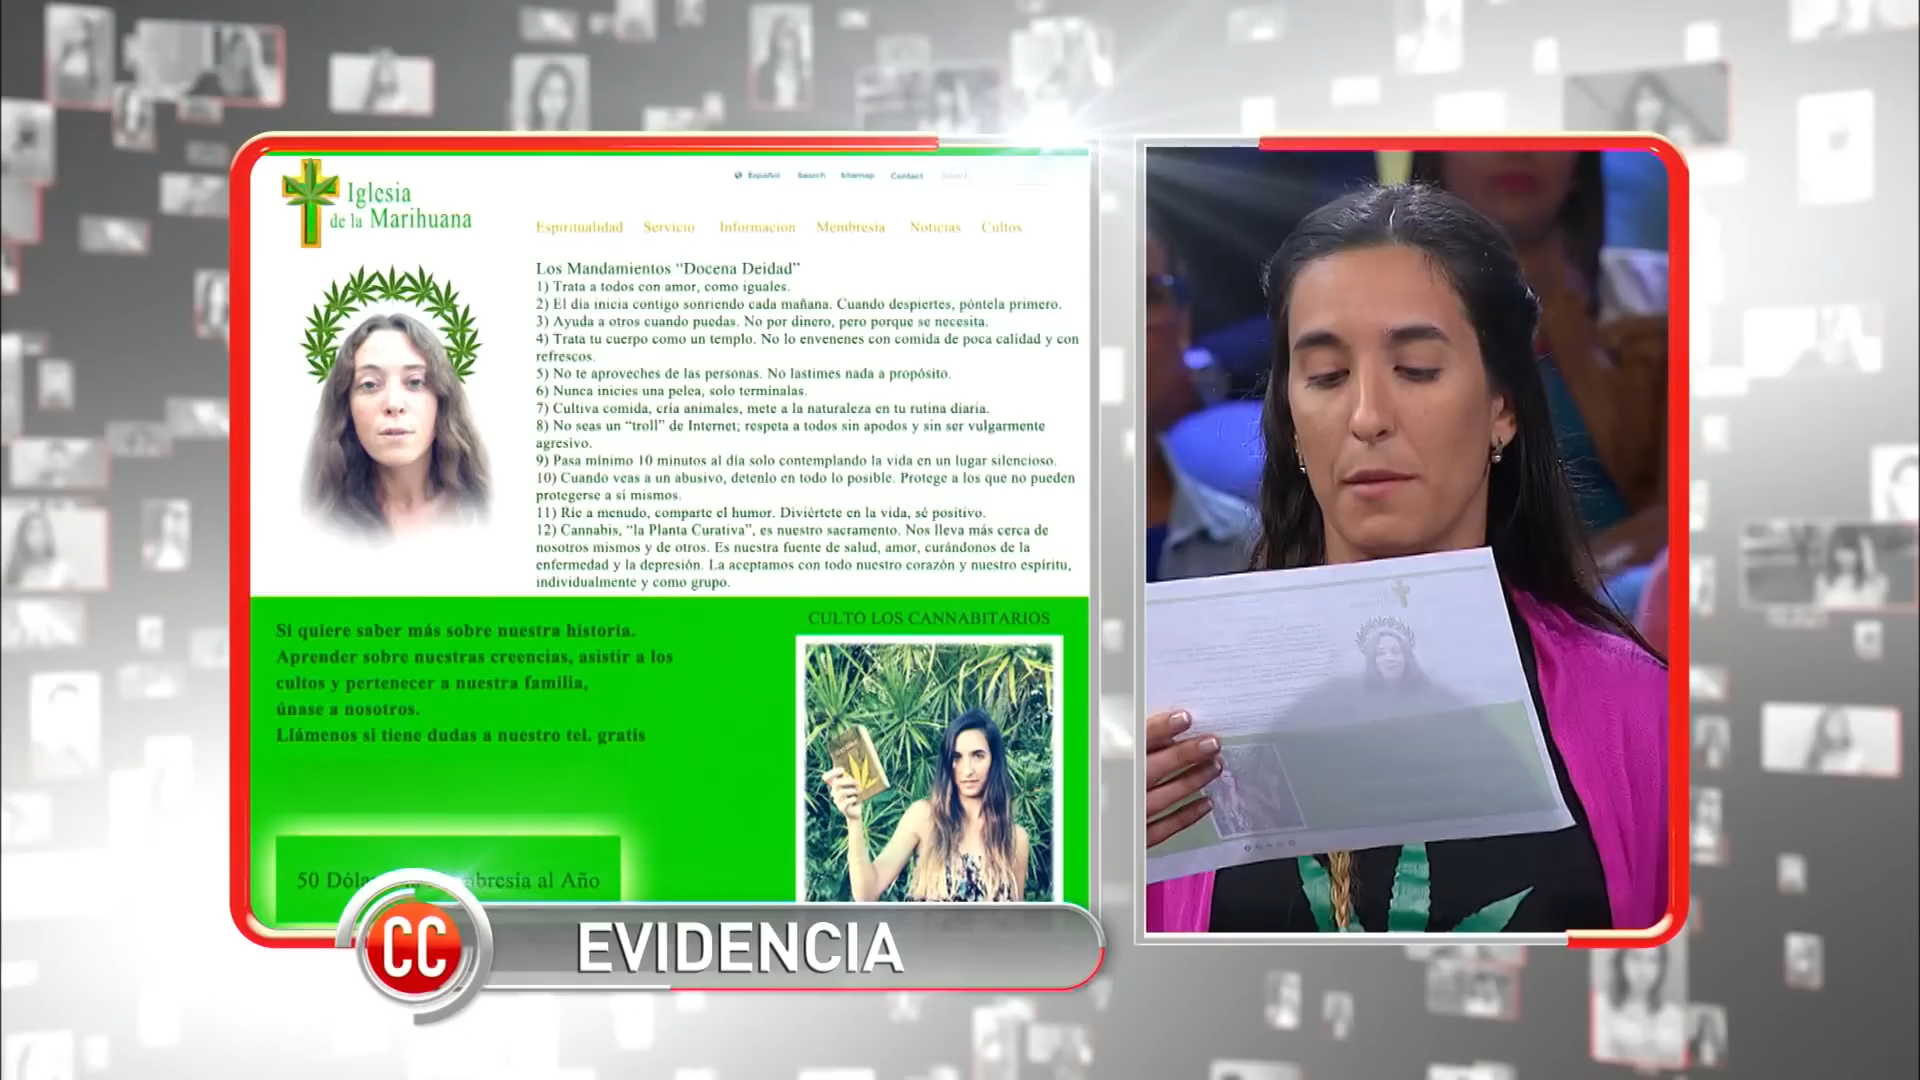 Español search sitemap Contact
Iglesia
de la Marihuana
Espiritualidad Servicio Informacion Membresia Noticias Cultos
Los Mandamientos “Docena Deidad”
1) Trata a todos con amor, como iguales.
2) El día inicia contigo sonriendo cada mañana. Cuando despiertes, póntela primero.
3) Ayuda a otros cuando puedas. No por dinero, pero porque se necesita.
4) Trata tu cuerpo como un templo. No lo envenenes con comida de poca calidad y con
refrescos.
5) No te aproveches de las personas. No lastimes nada a propósito.
6) Nunca inicies una pelea, solo termínalas.
7) Cultiva comida, cría animales, mete a la naturaleza en tu rutina diaria.
8) No seas un “troll” de Internet; respeta a todos sin apodos y sin ser vulgarmente
agresivo.
9) Pasa mínimo 10 minutos al día solo contemplando la vida en un lugar silencioso.
10) Cuando veas a un abusivo, detenlo en todo lo posible. Protege a los que no pueden
protegerse a sí mismos.
11) Ríe a menudo, comparte el humor. Diviértete en la vida, sé positivo.
12) Cannabis, “la Planta Curativa”, es nuestro sacramento. Nos lleva más cerca de
nosotros mismos y de otros. Es nuestra fuente de salud, amor, curándonos de la
enfermedad y la depresión. La aceptamos con todo nuestro corazón y nuestro espíritu,
individualmente y como grupo.
Si quiere saber más sobre nuestra historia.
Aprender sobre nuestras creencias, asistir a los
cultos y pertenecer a nuestra familia,
únase a nosotros.
Llámenos si tiene dudas a nuestro tel. gratis
CULTO LOS CANNABITARIOS
50 al Año
CC
EVIDENCIA